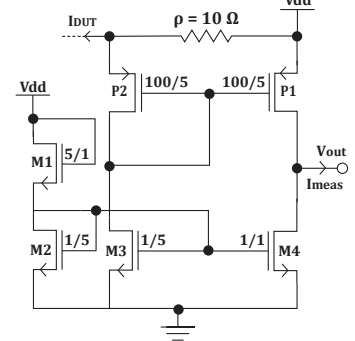 IDUT
ρ = 10 Ω
Vdd
P2
100/5
100/5
P1
Vdd
M1
5/1
Vout
Imeas
M2
1/5
M3
1/5
1/1
M4